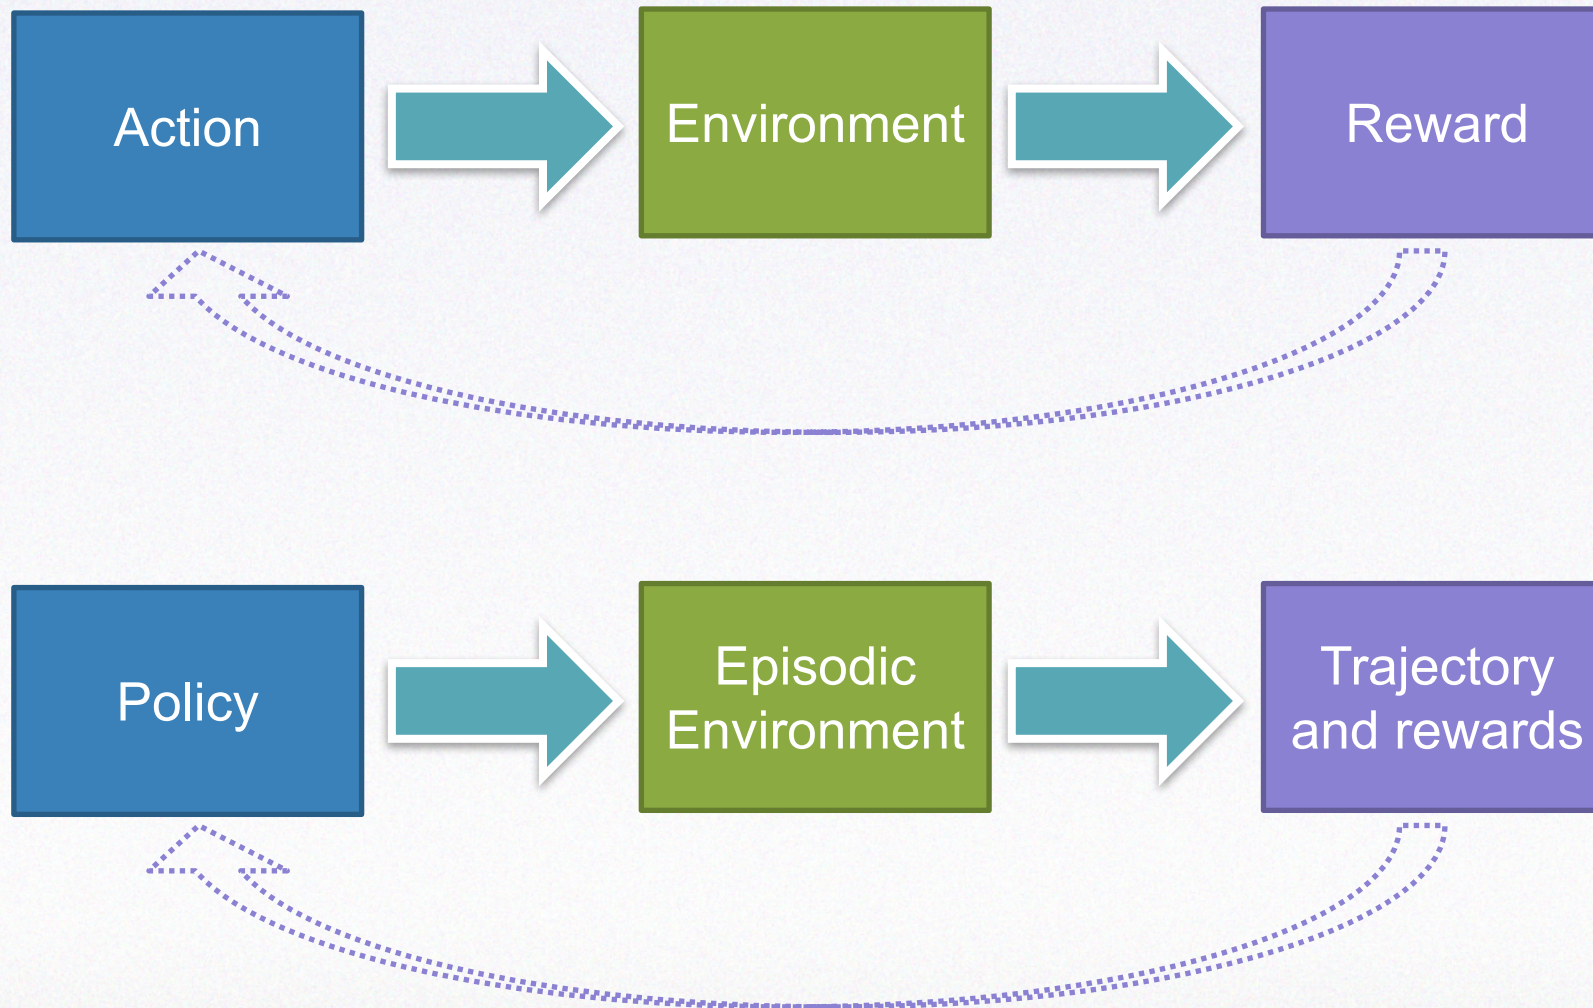 Action
Environment
Reward
Policy
Episodic
Environment
Trajectory
and rewards